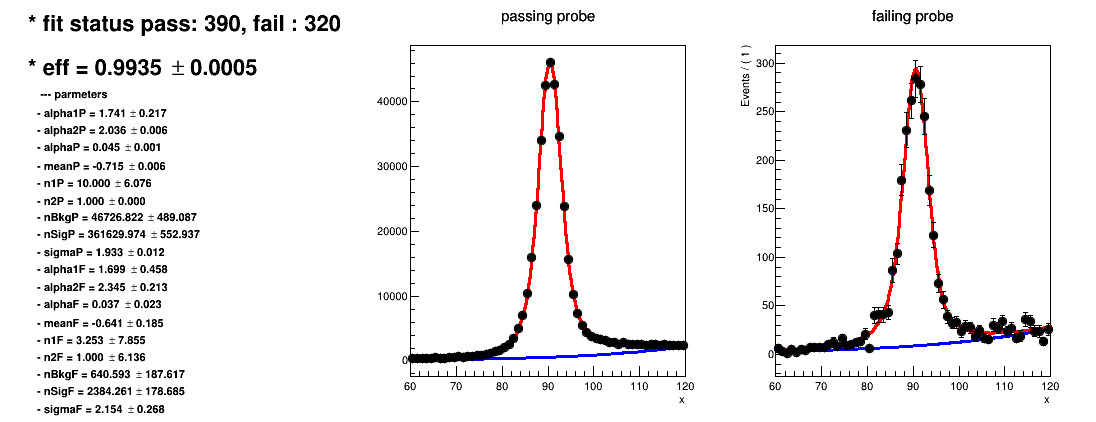 * fit status pass: 390, fail : 320
* eff = 0.9935 ± 0.0005
--- parmeters
- alpha1P = 1.741 ± 0.217
- alpha2P = 2.036 ± 0.006
- alphaP = 0.045 ± 0.001
- meanP = -0.715 ± 0.006
- n1P = 10.000 ± 6.076
- n2P = 1.000 ± 0.000
- nBkgP = 46726.822 ± 489.087
- nSigP = 361629.974 ± 552.937
- sigmaP = 1.933 ± 0.012
- alpha1F = 1.699 ± 0.458
- alpha2F = 2.345 ± 0.213
- alphaF = 0.037 ± 0.023
- meanF = -0.641 ± 0.185
- n1F = 3.253 ± 7.855
- n2F = 1.000 ± 6.136
- nBkgF = 640.593 ± 187.617
- nSigF = 2384.261 ± 178.685
- sigmaF = 2.154 ± 0.268
passing probe
40000
30000
20000
10000
0
60 70 80 90 100 110 120
x
failing probe
Events / ( 1 )
300
250
200
150
100
50
0
60 70 80 90 100 110 120
x